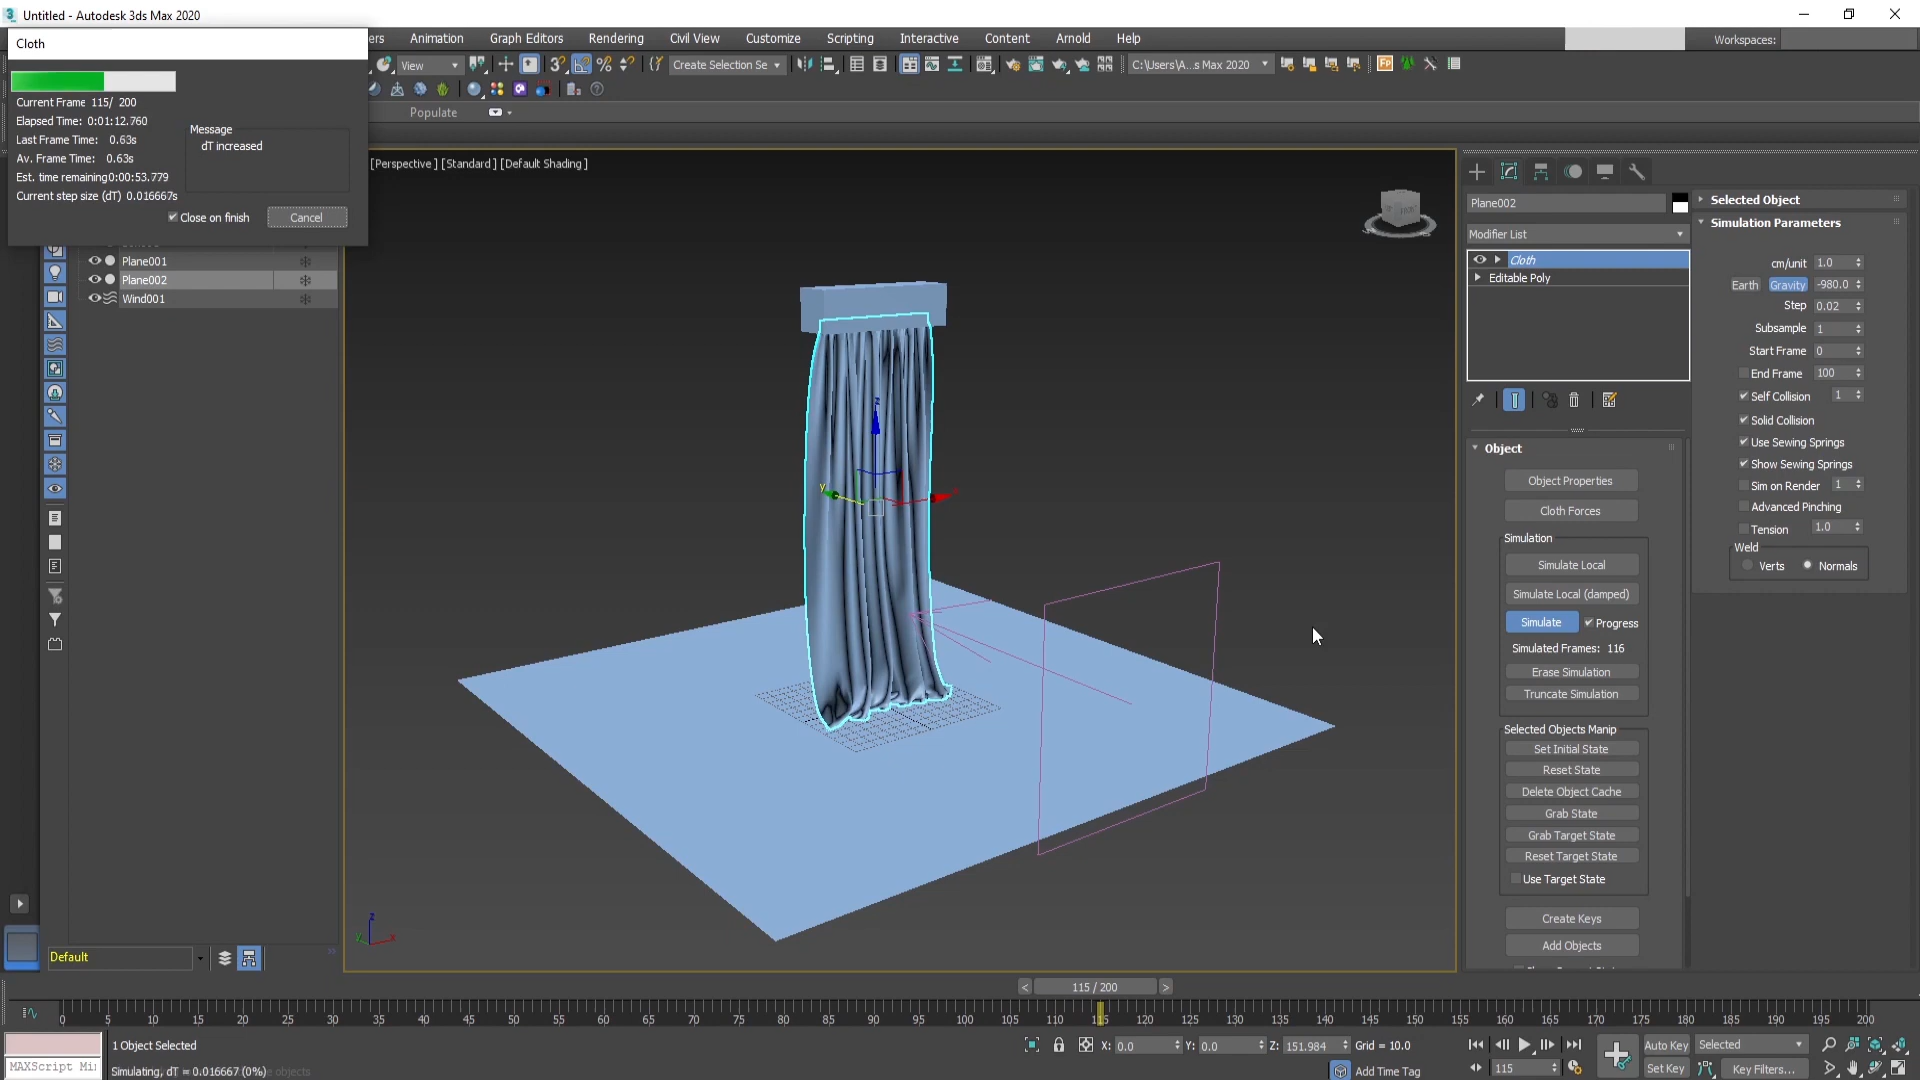 Untitled - Autodesk 3ds Max 2020
Cloth
ers Animation Graph Editors Rendering Civil View Customize Scripting Interactive Content Arnold Help
Workspaces:
View
Create Selection Se
C:\Users\A...s Max 2020
Populate
Current Frame 115/ 200
Elapsed Time: 0:01:12.760
Last Frame Time: 0.63s
Av. Frame Time: 0.63s
Est. time remaining0:00:53.779
Current step size (dT) 0.016667s
Message
dT increased
Close on finish
Cancel
Plane001
Plane002
Wind001
Default
[Perspective ] [Standard ] [Default Shading ]
z
y
x
Plane002
Modifier List
Cloth
Editable Poly
Object
Object Properties
Cloth Forces
Simulation
Simulate Local
Simulate Local (damped)
Simulate
Progress
Simulated Frames: 116
Erase Simulation
Truncate Simulation
Selected Objects Manip
Set Initial State
Reset State
Delete Object Cache
Grab State
Grab Target State
Reset Target State
Use Target State
Create Keys
Add Objects
Selected Object
Simulation Parameters
cm/unit 1.0
Earth Gravity -980.0
Step 0.02
Subsample 1
Start Frame 0
End Frame 100
Self Collision 1
Solid Collision
Use Sewing Springs
Show Sewing Springs
Sim on Render 1
Advanced Pinching
Tension 1.0
Weld
Verts Normals
< 115 / 200 >
0 5 10 15 20 25 30 35 40 45 50 55 60 65 70 75 80 85 90 95 100 105 110 115 120 125 130 135 140 145 150 155 160 165 170 175 180 185 190 195 200
1 Object Selected
X: 0.0 Y: 0.0 Z: 151.984 Grid = 10.0
Auto Key Selected
MAXScript Mi
Simulating, dT = 0.016667 (0%)
Add Time Tag
115
Set Key Key Filters...